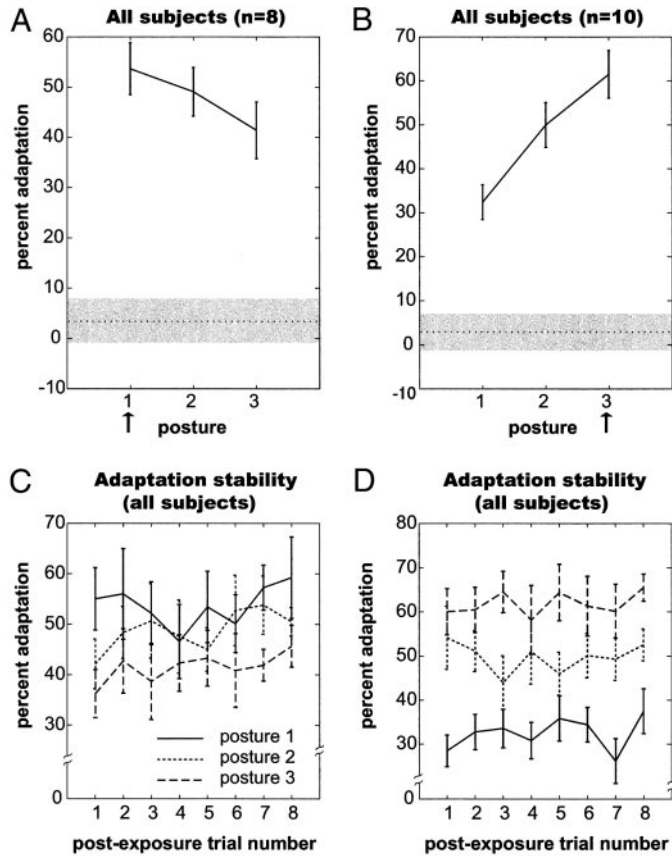 A
All subjects (n=8)
percent adaptation
60
50
40
30
20
10
0
-10
1 2 3
↑
posture
B
All subjects (n=10)
percent adaptation
70
60
50
40
30
20
10
0
-10
1 2 3
↑
posture
C
Adaptation stability
(all subjects)
percent adaptation
70
60
50
40
30
0
posture 1
posture 2
posture 3
1 2 3 4 5 6 7 8
post-exposure trial number
D
Adaptation stability
(all subjects)
percent adaptation
80
70
60
50
40
30
0
1 2 3 4 5 6 7 8
post-exposure trial number